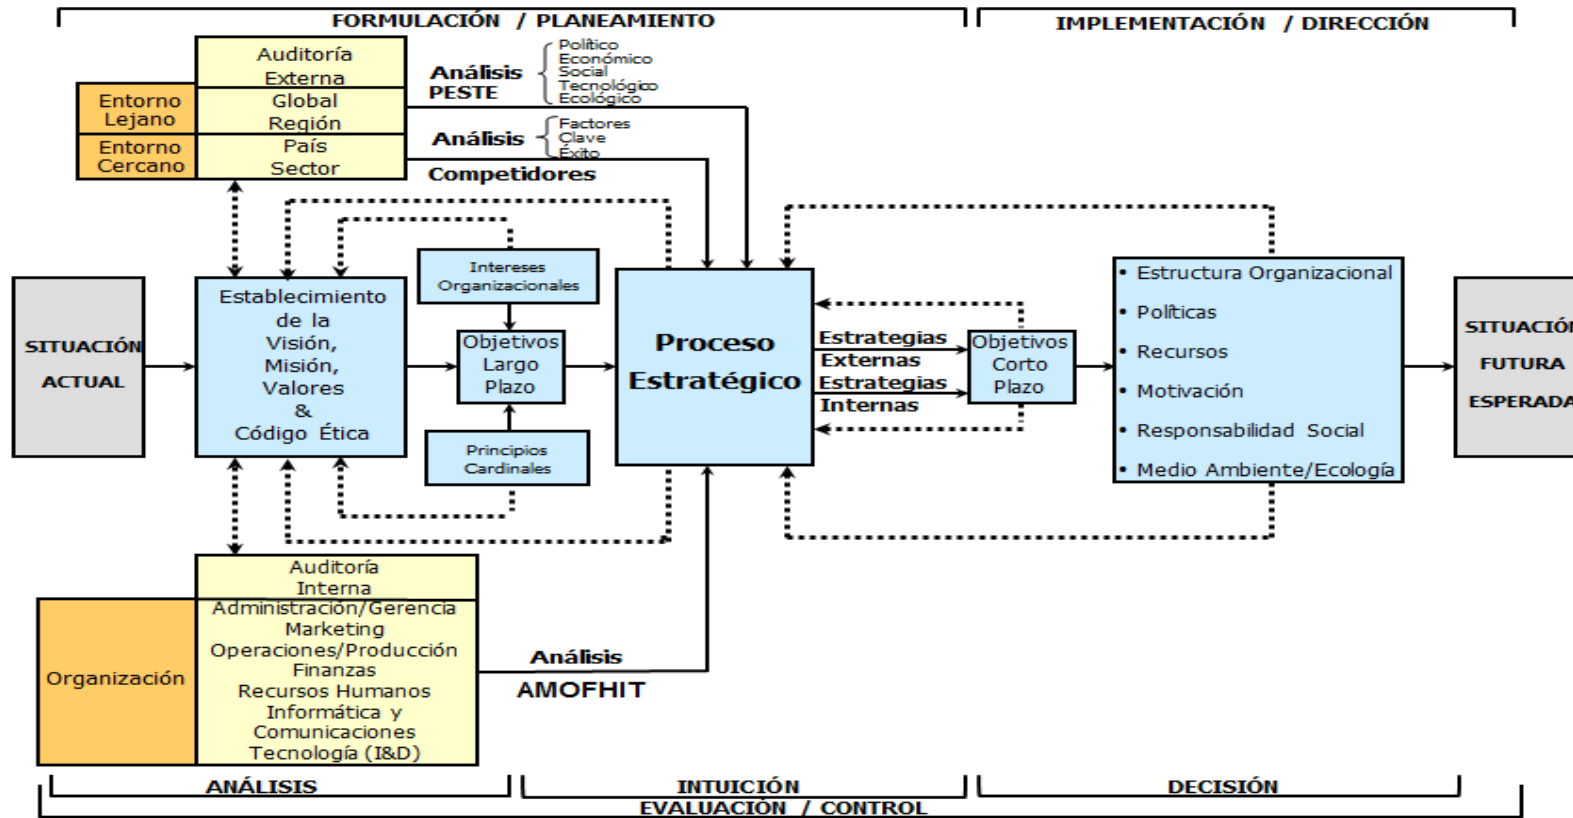 FORMULACIÓN / PLANEAMIENTO
IMPLEMENTACIÓN / DIRECCIÓN
Auditoría
Externa
Entorno
Lejano
Global
Región
Entorno
Cercano
País
Sector
Análisis
PESTE
Político
Económico
Social
Tecnológico
Ecológico
Análisis
Competidores
Factores
Clave
Éxito
SITUACIÓN
ACTUAL
Establecimiento
de la
Visión,
Misión,
Valores
&
Código Ética
Intereses
Organizacionales
Objetivos
Largo
Plazo
Principios
Cardinales
Proceso
Estratégico
Estrategias
Externas
Estrategias
Internas
Objetivos
Corto
Plazo
• Estructura Organizacional
• Políticas
• Recursos
• Motivación
• Responsabilidad Social
• Medio Ambiente/Ecología
SITUACIÓN
FUTURA
ESPERADA
Auditoría
Interna
Organización
Administración/Gerencia
Marketing
Operaciones/Producción
Finanzas
Recursos Humanos
Informática y
Comunicaciones
Tecnología (I&D)
Análisis
AMOFHIT
ANÁLISIS
INTUICIÓN
DECISIÓN
EVALUACIÓN / CONTROL